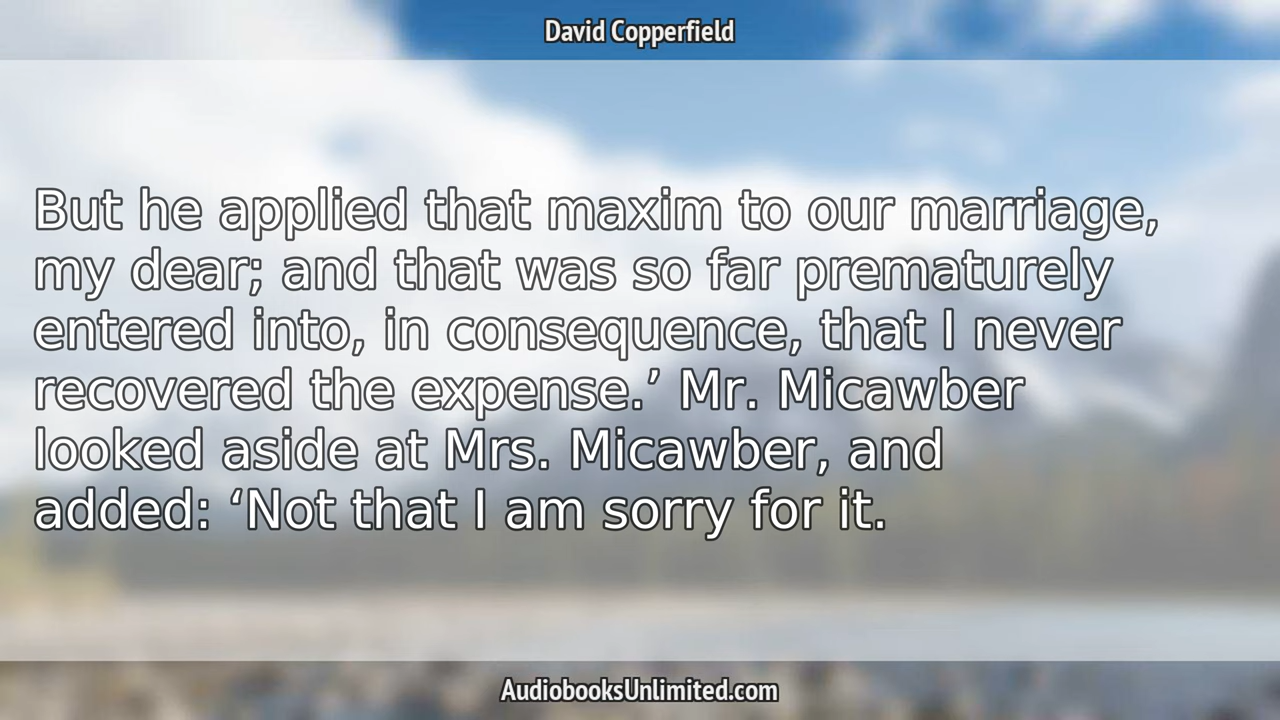 David Copperfield
But he applied that maxim to our marriage,
my dear; and that was so far prematurely
entered into, in consequence, that I never
recovered the expense.’ Mr. Micawber
looked aside at Mrs. Micawber, and
added: ‘Not that I am sorry for it.
AudiobooksUnlimited.com